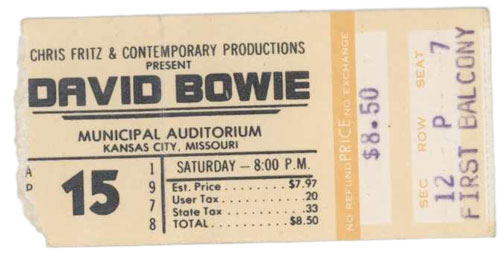 CHRIS FRITZ & CONTEMPORARY PRODUCTIONS
PRESENT
DAVID BOWIE
MUNICIPAL AUDITORIUM
KANSAS CITY, MISSOURI
A
P
15
1
9
7
8
SATURDAY — 8:00 P.M.
Est. Price $7.97
User Tax .20
State Tax .33
TOTAL $8.50
NO REFUND PRICE NO EXCHANGE
$8.50
SEC ROW SEAT
12 P 7
FIRST BALCONY